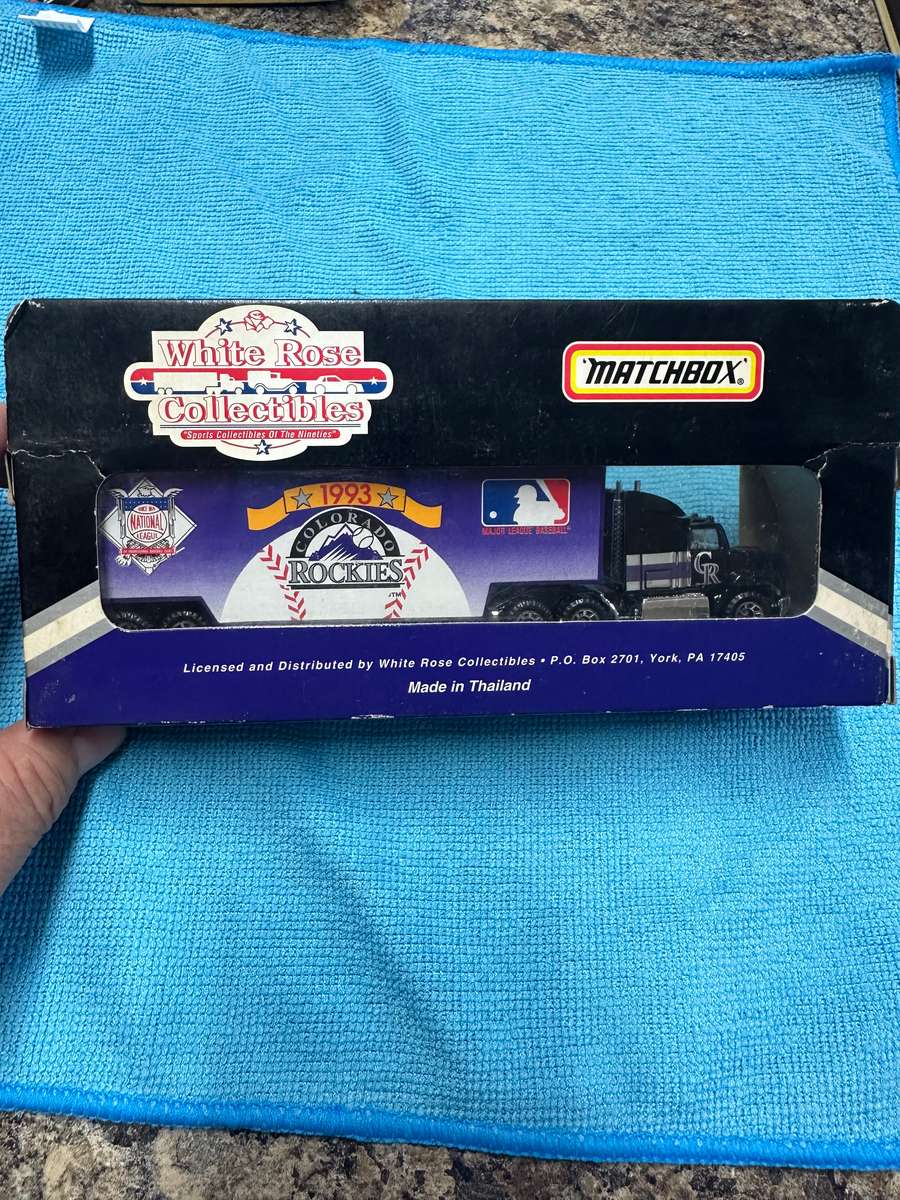 White Rose
Collectibles
"Sports Collectibles Of The Nineties"
'MATCHBOX'®
NATIONAL
LEAGUE
1993
COLORADO
ROCKIES
TM
MAJOR LEAGUE BASEBALL
CR
Licensed and Distributed by White Rose Collectibles • P.O. Box 2701, York, PA 17405
Made in Thailand